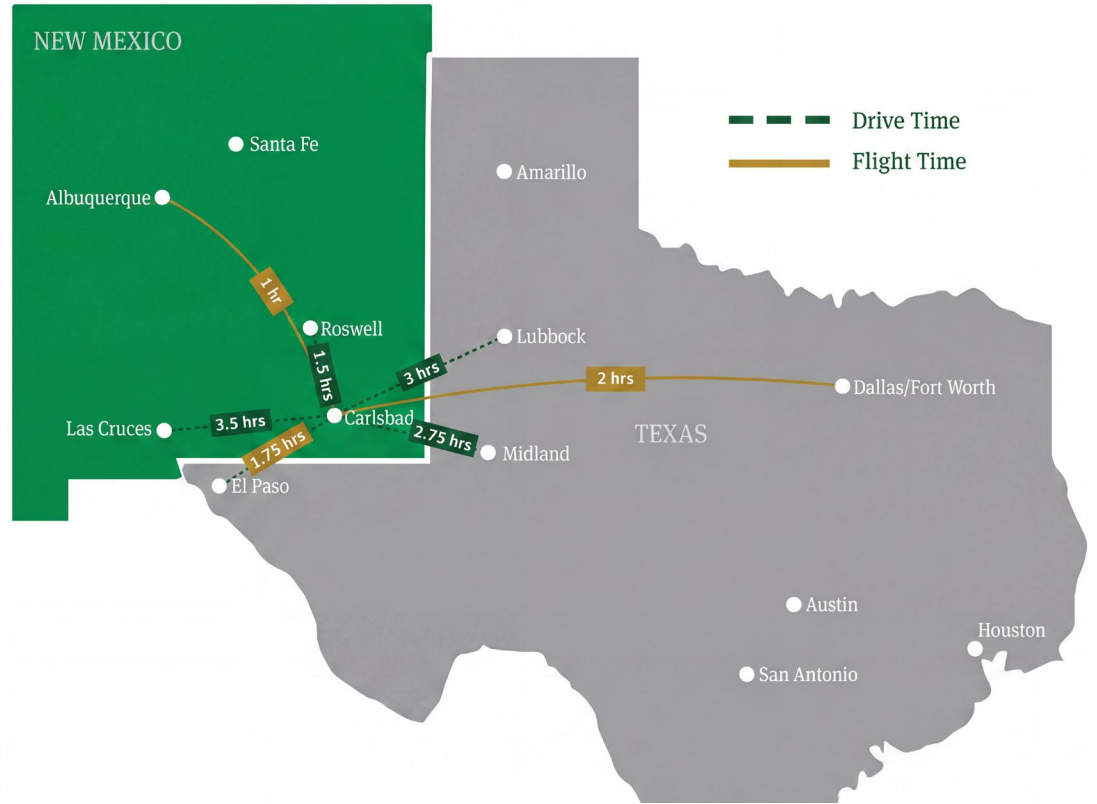 NEW MEXICO
Santa Fe
Albuquerque
Amarillo
Drive Time
Flight Time
1 hr
Roswell
Lubbock
1.5 hrs
3 hrs
2 hrs
Dallas/Fort Worth
Las Cruces
3.5 hrs
Carlsbad
2.75 hrs
TEXAS
1.75 hrs
Midland
El Paso
Austin
Houston
San Antonio